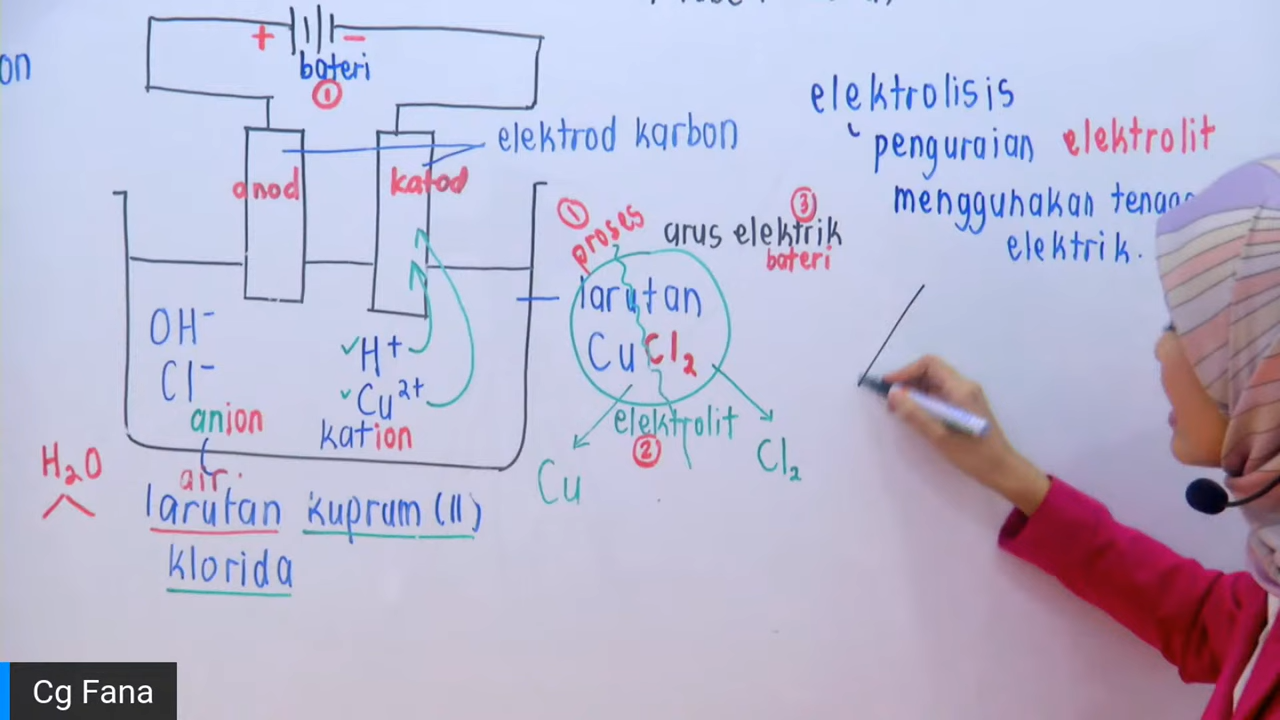 on
+
-
bateri
①
elektrod karbon
anod
katod
OH⁻
Cl⁻
anion
H⁺
Cu²⁺
kation
H₂O
air.
larutan kuprum (II)
klorida
①
proses
arus elektrik
③
bateri
larutan
CuCl₂
elektrolit
②
Cu
Cl₂
elektrolisis
penguraian elektrolit
menggunakan
elektrik.
Cg Fana